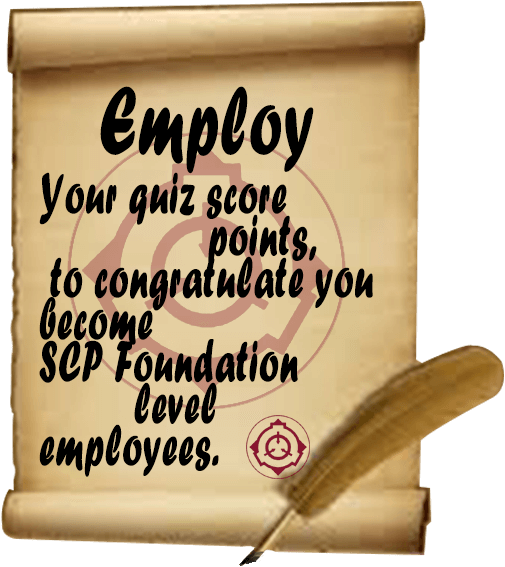 Employ
Your quiz score
points,
to congratulate you
become
SCP Foundation
level
employees.